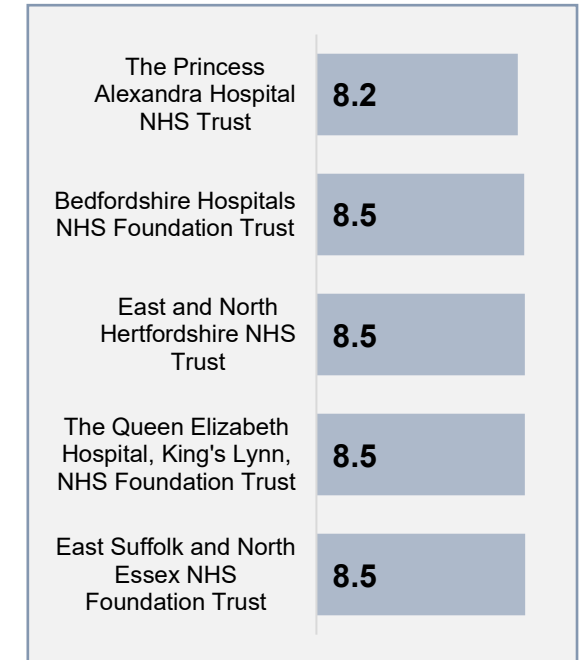 The Princess
Alexandra Hospital
NHS Trust
8.2
Bedfordshire Hospitals
NHS Foundation Trust
8.5
East and North
Hertfordshire NHS
Trust
8.5
The Queen Elizabeth
Hospital, King's Lynn,
NHS Foundation Trust
8.5
East Suffolk and North
Essex NHS
Foundation Trust
8.5